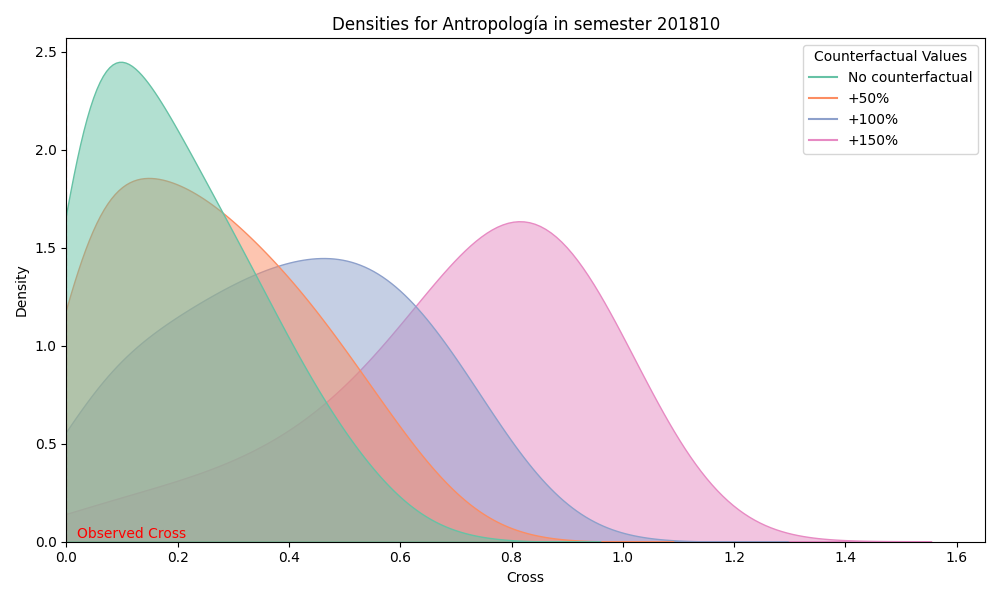 Densities for Antropología in semester 201810
Counterfactual Values
No counterfactual
+50%
+100%
+150%
2.5
2.0
1.5
1.0
0.5
0.0
Density
Observed Cross
0.0 0.2 0.4 0.6 0.8 1.0 1.2 1.4 1.6
Cross